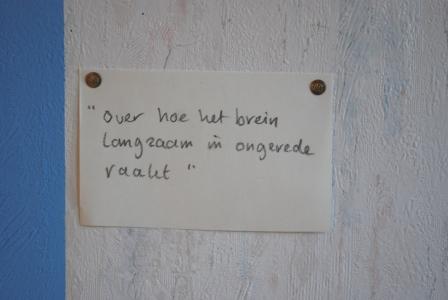 "over hoe het brein
langzaam in ongerede
raakt"